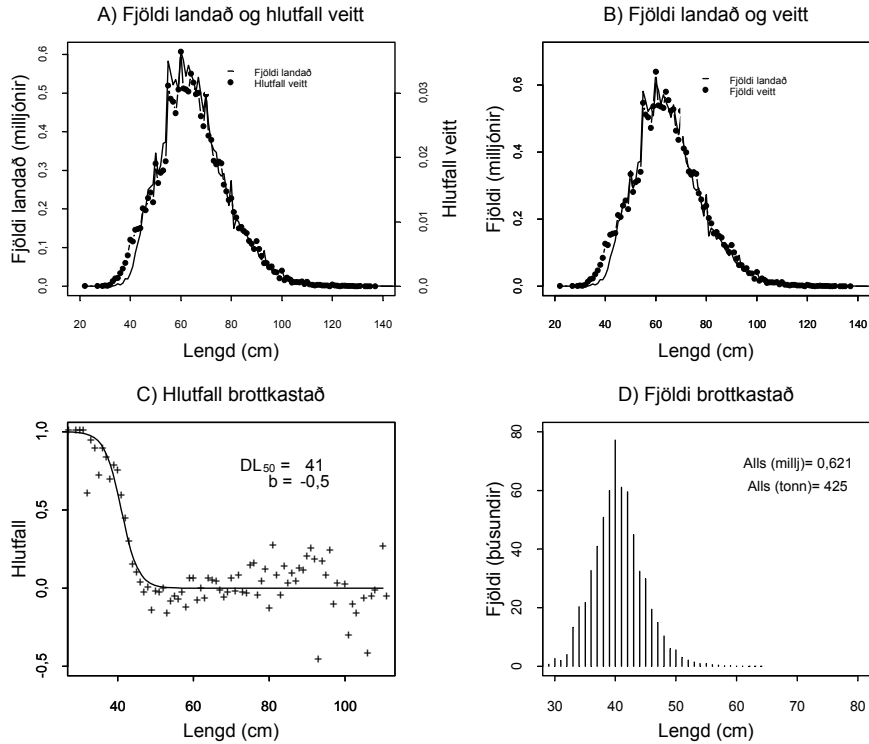 A) Fjöldi landað og hlutfall veitt
Fjöldi landað (milljónir)
0,6
0,5
0,4
0,3
0,2
0,1
0,0
Fjöldi landað
Hlutfall veitt
0,03
0,02
0,01
0,0
Hlutfall veitt
20 40 60 80 100 120 140
Lengd (cm)
B) Fjöldi landað og veitt
Fjöldi (milljónir)
0,6
0,4
0,2
0,0
Fjöldi landað
Fjöldi veitt
20 40 60 80 100 120 140
Lengd (cm)
C) Hlutfall brottkastað
Hlutfall
1,0
0,5
0,0
-0,5
DL50 = 41
b = -0,5
40 60 80 100
Lengd (cm)
D) Fjöldi brottkastað
Fjöldi (þúsundir)
80
60
40
20
0
Alls (millj)= 0,621
Alls (tonn)= 425
30 40 50 60 70 80
Lengd (cm)